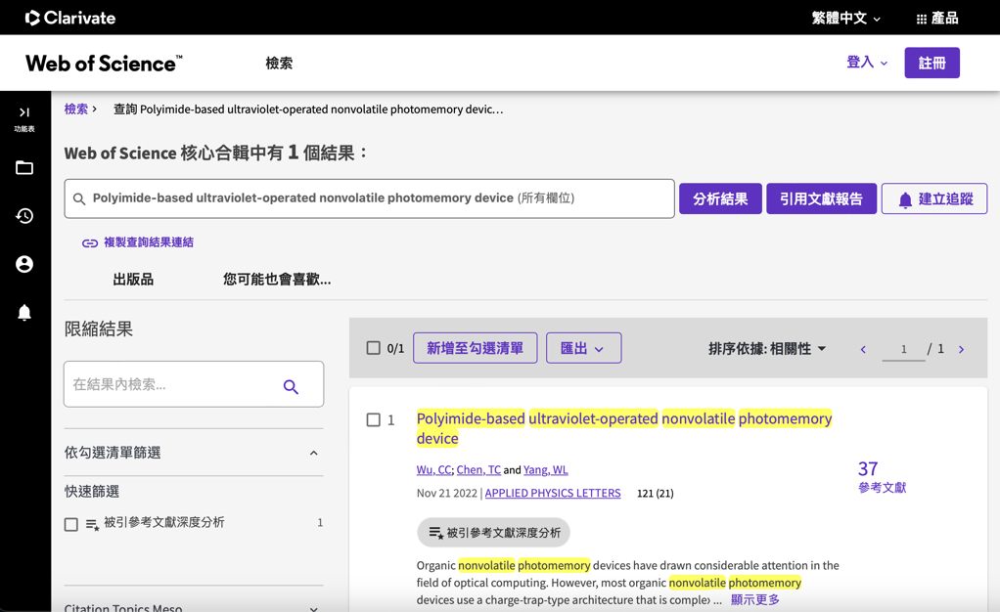 Clarivate
繁體中文
產品
Web of Science™
檢索
登入
註冊
功能表
檢索
查詢 Polyimide-based ultraviolet-operated nonvolatile photomemory devic...
Web of Science 核心合輯中有 1 個結果：
Polyimide-based ultraviolet-operated nonvolatile photomemory device (所有欄位)
分析結果
引用文獻報告
建立追蹤
複製查詢結果連結
出版品
您可能也會喜歡...
限縮結果
在結果內檢索...
依勾選清單篩選
快速篩選
被引參考文獻深度分析
1
Citation Topics Meso
0/1
新增至勾選清單
匯出
排序依據: 相關性
1 / 1
1
Polyimide-based ultraviolet-operated nonvolatile photomemory
device
Wu, CC; Chen, TC and Yang, WL
Nov 21 2022 | APPLIED PHYSICS LETTERS 121 (21)
37
參考文獻
被引參考文獻深度分析
Organic nonvolatile photomemory devices have drawn considerable attention in the
field of optical computing. However, most organic nonvolatile photomemory
devices use a charge-trap-type architecture that is comple› ... 顯示更多